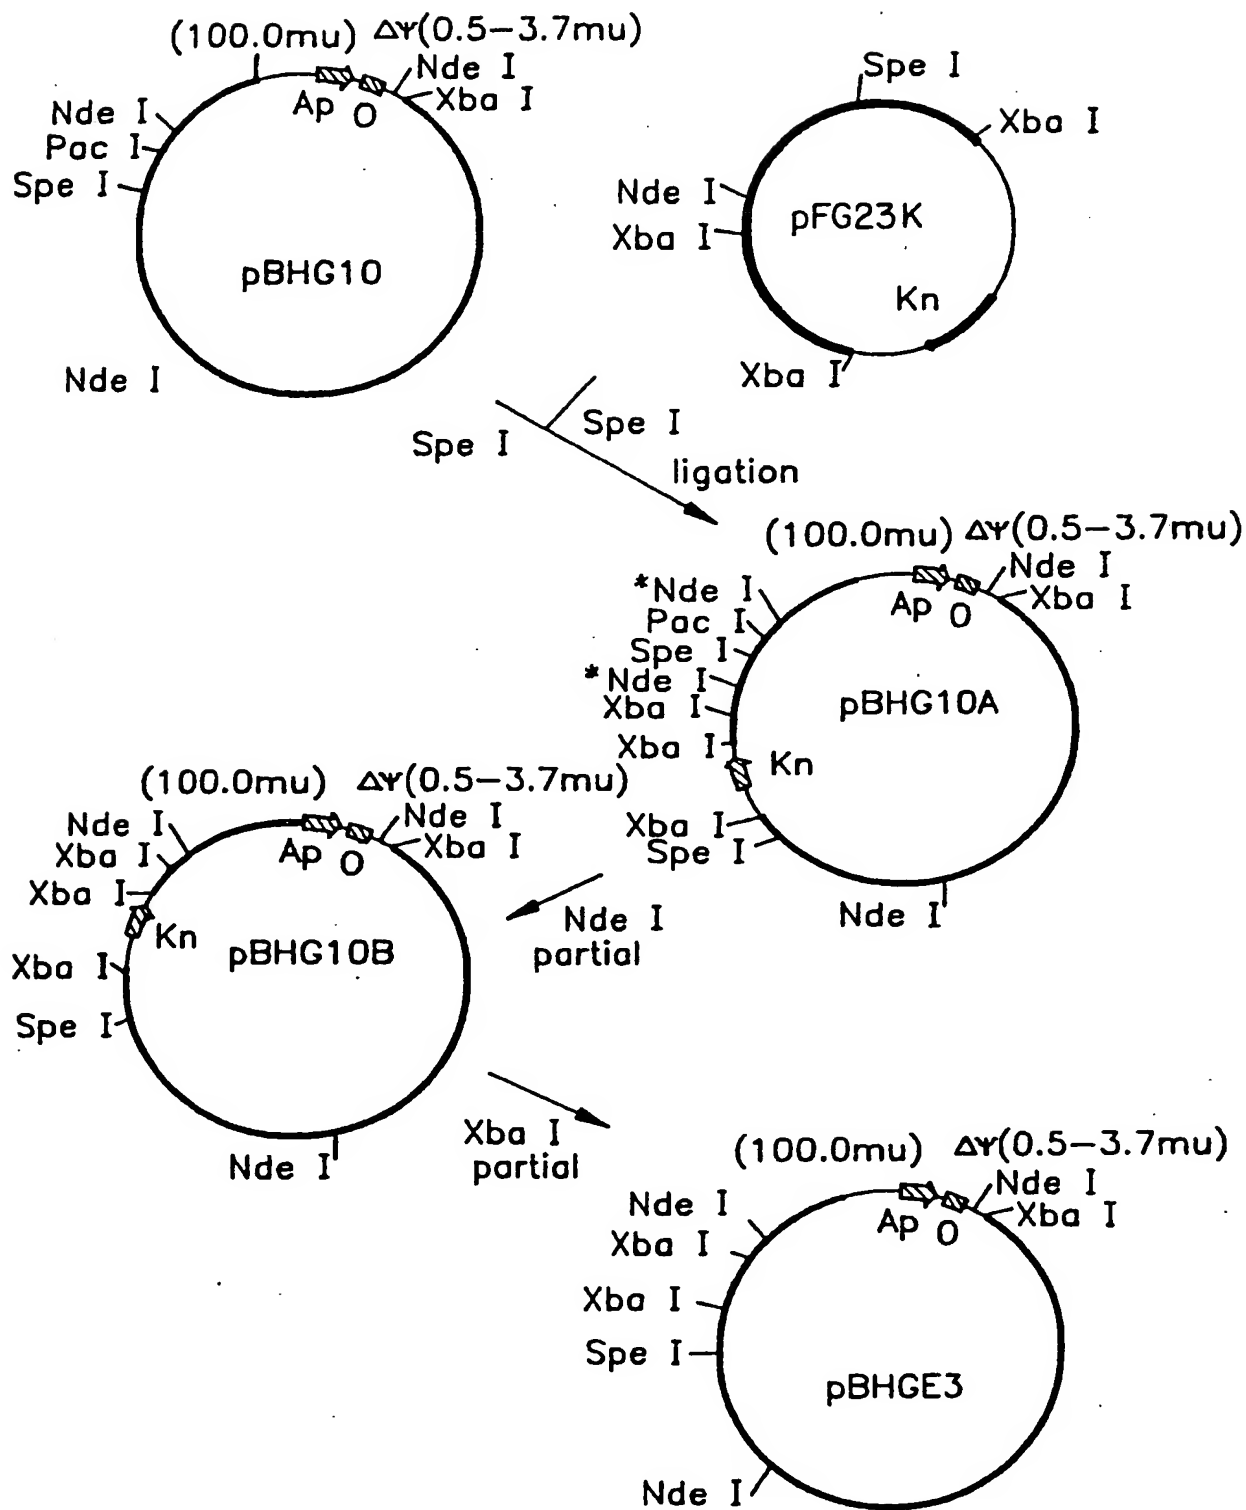 (100.0mu) ΔΨ(0.5-3.7mu)
Nde I
Xba I
Ap O
Nde I
Pac I
Spe I
pBHG10
Nde I
Spe I
Xba I
Nde I
Xba I
pFG23K
Kn
Xba I
Spe I
Spe I
ligation
(100.0mu) ΔΨ(0.5-3.7mu)
Nde I
Xba I
Ap O
*Nde I
Pac I
Spe I
*Nde I
Xba I
Xba I
Kn
pBHG10A
Xba I
Spe I
Nde I
Nde I
partial
(100.0mu) ΔΨ(0.5-3.7mu)
Nde I
Xba I
Ap O
Nde I
Xba I
Xba I
Kn
pBHG10B
Xba I
Spe I
Nde I
Xba I
partial
(100.0mu) ΔΨ(0.5-3.7mu)
Nde I
Xba I
Ap O
Nde I
Xba I
Xba I
Spe I
pBHGE3
Nde I